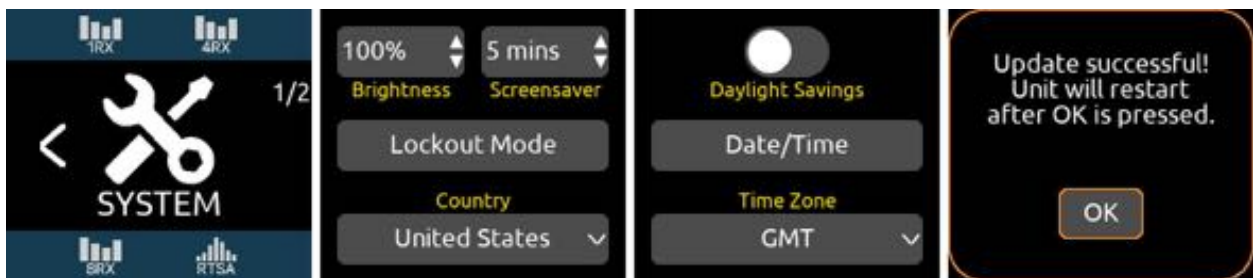 1RX 4RX
1/2
SYSTEM
8RX RTSA
100% 5 mins
Brightness Screensaver
Lockout Mode
Country
United States
Daylight Savings
Date/Time
Time Zone
GMT
Update successful!
Unit will restart
after OK is pressed.
OK